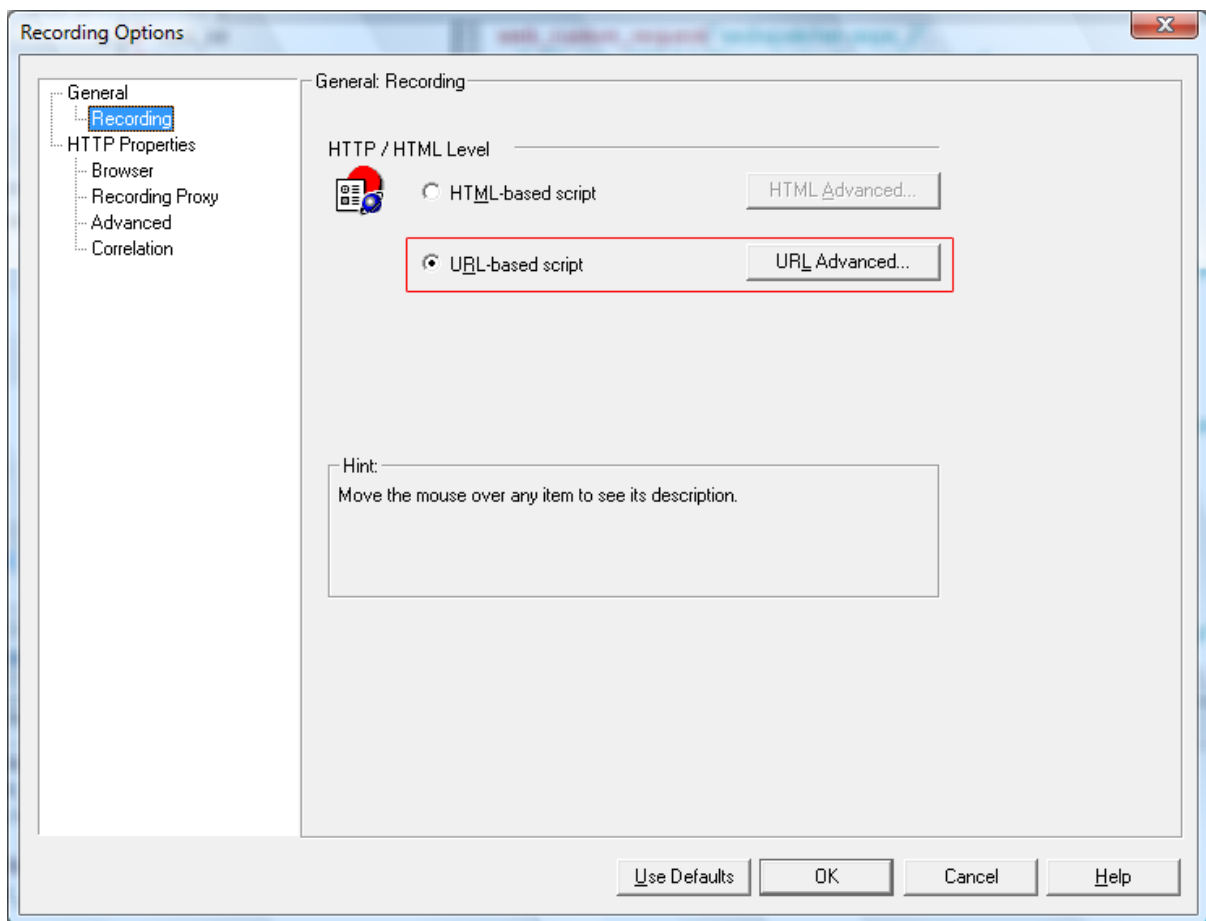 Recording Options
General
Recording
HTTP Properties
Browser
Recording Proxy
Advanced
Correlation
General: Recording
HTTP / HTML Level
HTML-based script
HTML Advanced...
URL-based script
URL Advanced...
Hint:
Move the mouse over any item to see its description.
Use Defaults
OK
Cancel
Help